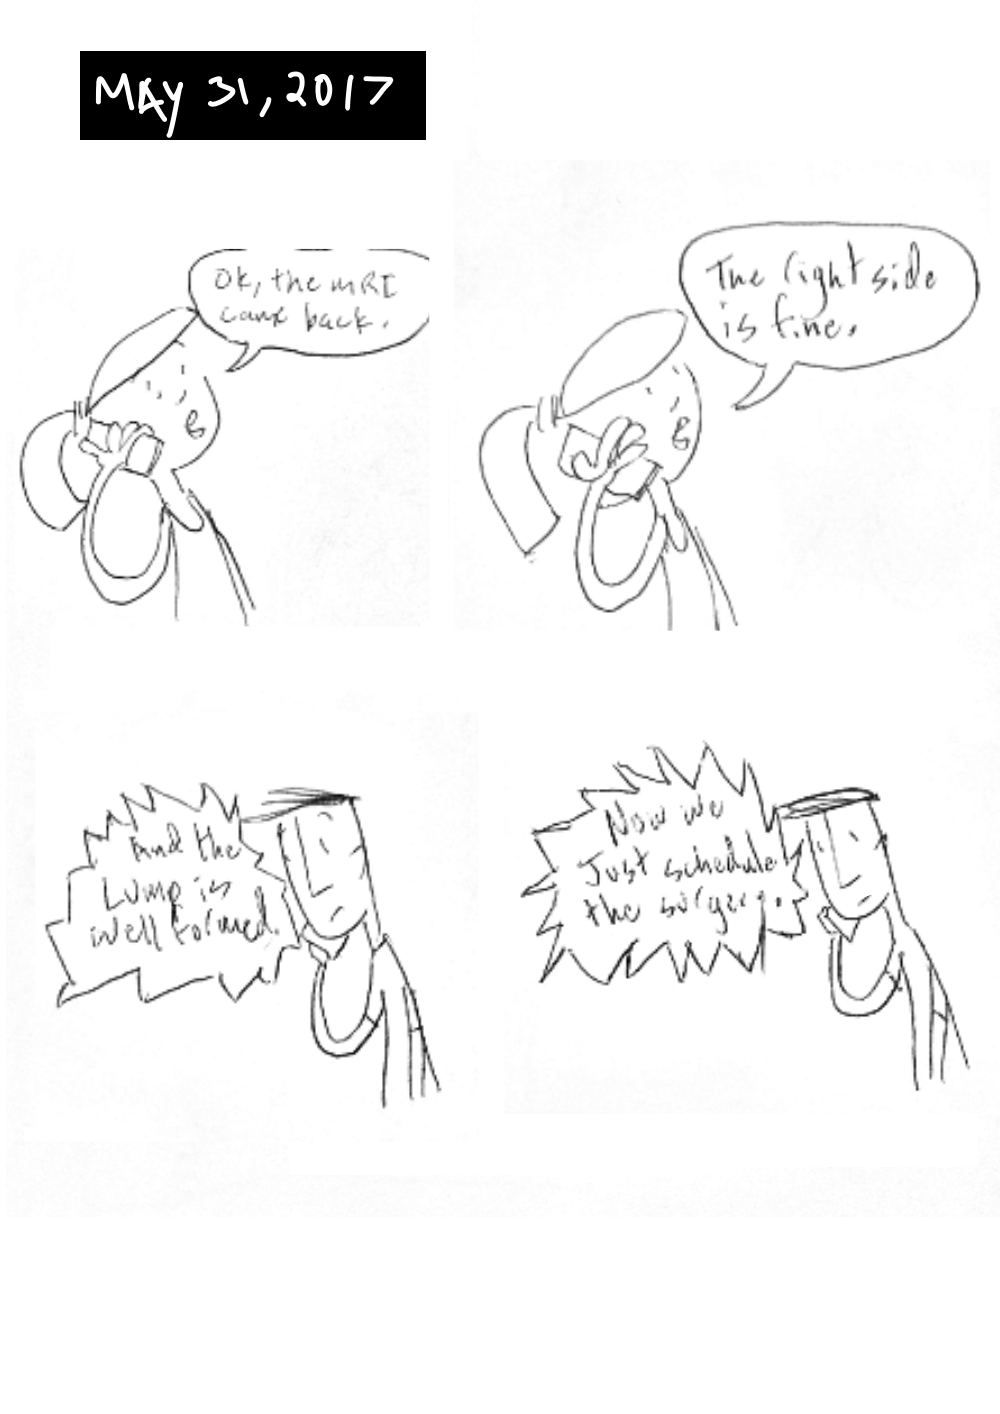 MAY 31, 2017
Ok, the MRI
came back.
The right side
is fine.
And the
Lump is
well formed.
Now we
Just schedule
the surgery.